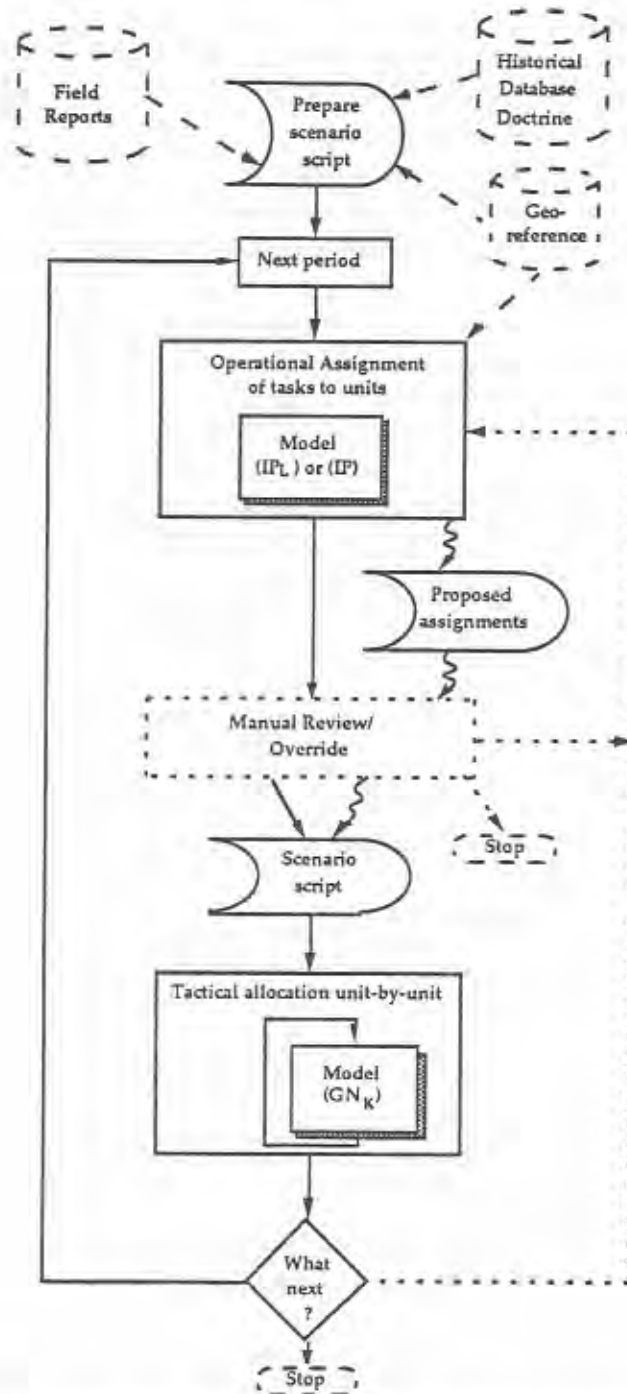 Field
Reports
Prepare
scenario
script
Historical
Database
Doctrine
Geo-
reference
Next period
Operational Assignment
of tasks to units
Model
(IPL) or (IP)
Proposed
assignments
Manual Review/
Override
Stop
Scenario
script
Tactical allocation unit-by-unit
Model
(GNK)
What
next
?
Stop